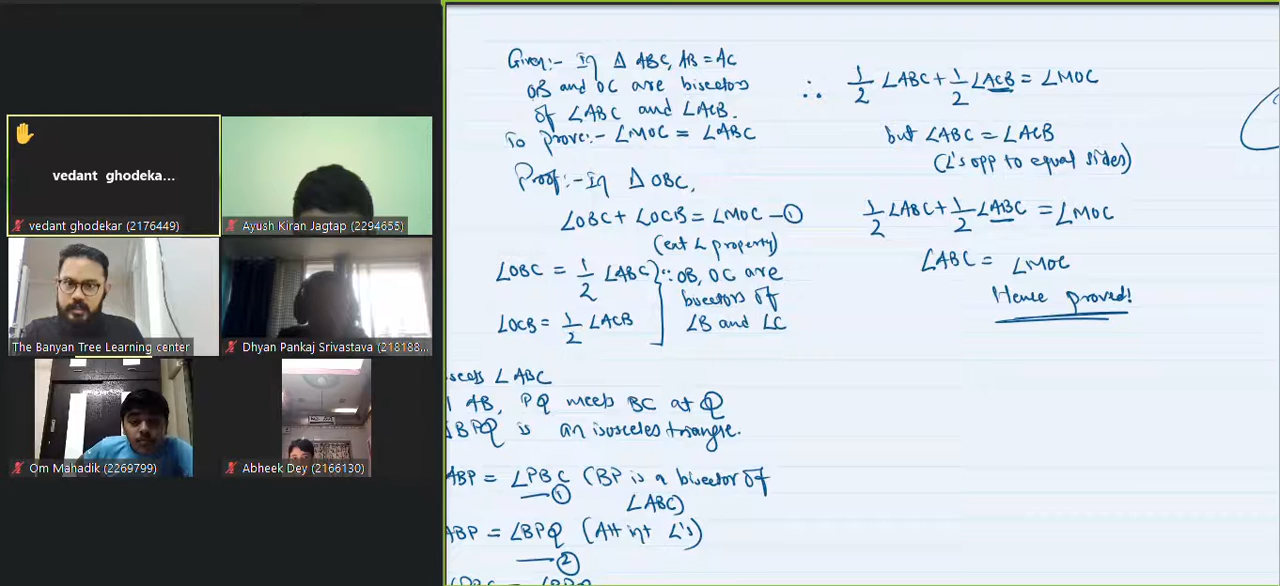 vedant ghodeka...
vedant ghodekar (2176449)
Ayush Kiran Jagtap (2294655)
The Banyan Tree Learning center
Dhyan Pankaj Srivastava (218188...
Om Mahadik (2269799)
Abheek Dey (2166130)
Given:- In Δ ABC, AB = AC
OB and OC are bisectors
of ∠ABC and ∠ACB.
To prove:- ∠MOC = ∠ABC
Proof:- In Δ OBC,
∠OBC + ∠OCB = ∠MOC - ①
(ext ∠ property)
∠OBC = 1/2 ∠ABC } ∵ OB, OC are
bisectors of
∠OCB = 1/2 ∠ACB
∠B and ∠C
∴ 1/2 ∠ABC + 1/2 ∠ACB = ∠MOC
but ∠ABC = ∠ACB
(∠'s opp to equal sides)
1/2 ∠ABC + 1/2 ∠ABC = ∠MOC
∠ABC = ∠MOC
Hence proved!
∠ABC
AB, PQ meets BC at Q
BPQ is an isosceles triangle.
ABP = ∠PBC (BP is a bisector of
①
∠ABC)
ABP = ∠BPQ (Alt int ∠'s)
②